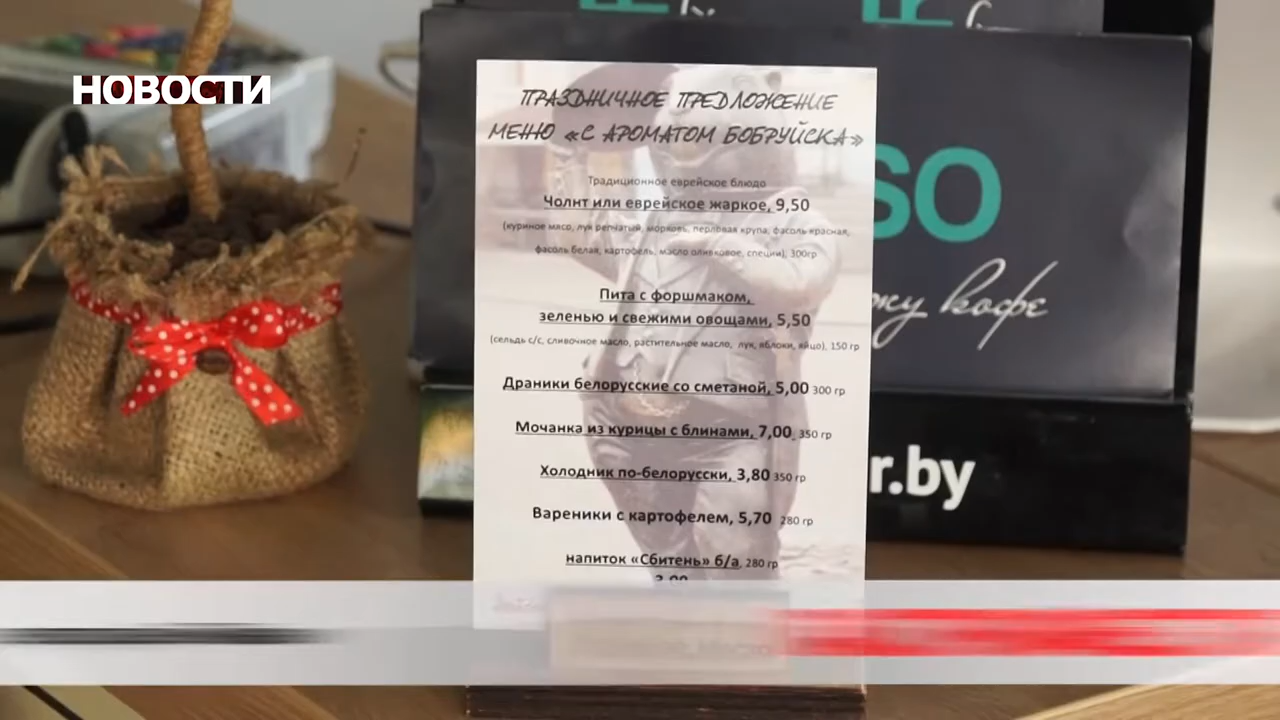 НОВОСТИ
ПРАЗДНИЧНОЕ ПРЕДЛОЖЕНИЕ
МЕНЮ «С АРОМАТОМ БОБРУЙСКА»
Традиционное еврейское блюдо
Чолнт или еврейское жаркое, 9,50
(куриное мясо, лук репчатый, морковь, перловая крупа, фасоль красная,
фасоль белая, картофель, масло оливковое, специи), 300гр
Пита с форшмаком,
зеленью и свежими овощами, 5,50
(сельдь с/с, сливочное масло, растительное масло, лук, яблоки, яйцо), 150 гр
Драники белорусские со сметаной, 5,00 300 гр
Мочанка из курицы с блинами, 7,00 350 гр
Холодник по-белорусски, 3,80 350 гр
Вареники с картофелем, 5,70 280 гр
напиток «Сбитень» б/а, 280 гр
SO
кофе
r.by